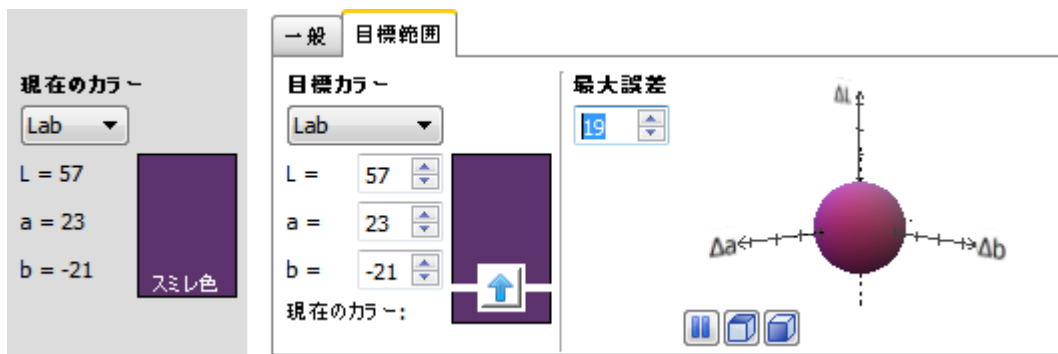 現在のカラー
Lab
L = 57
a = 23
b = -21
スミレ色
一般
目標範囲
目標カラー
Lab
L = 57
a = 23
b = -21
現在のカラー:
最大誤差
19
ΔL
Δa
Δb